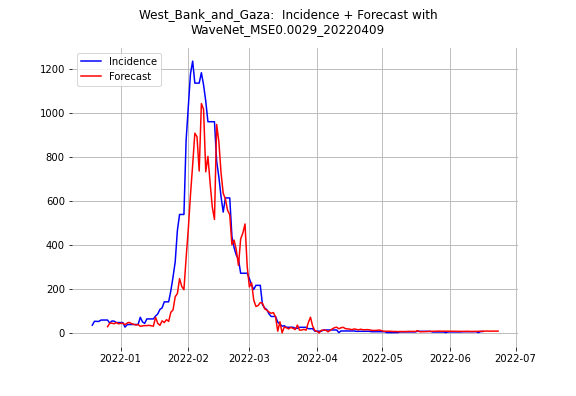 West_Bank_and_Gaza:  Incidence + Forecast with
WaveNet_MSE0.0029_20220409
Incidence
Forecast
1200
1000
800
600
400
200
0
2022-01 2022-02 2022-03 2022-04 2022-05 2022-06 2022-07